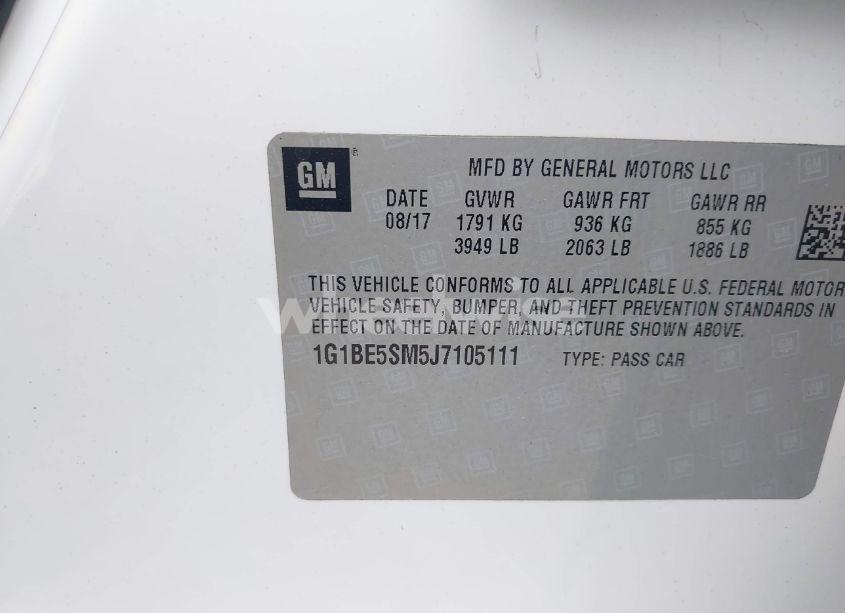 GM
MFD BY GENERAL MOTORS LLC
DATE GVWR GAWR FRT GAWR RR
08/17 1791 KG 936 KG 855 KG
3949 LB 2063 LB 1886 LB
THIS VEHICLE CONFORMS TO ALL APPLICABLE U.S. FEDERAL MOTOR
VEHICLE SAFETY, BUMPER, AND THEFT PREVENTION STANDARDS IN
EFFECT ON THE DATE OF MANUFACTURE SHOWN ABOVE.
1G1BE5SM5J7105111 TYPE: PASS CAR